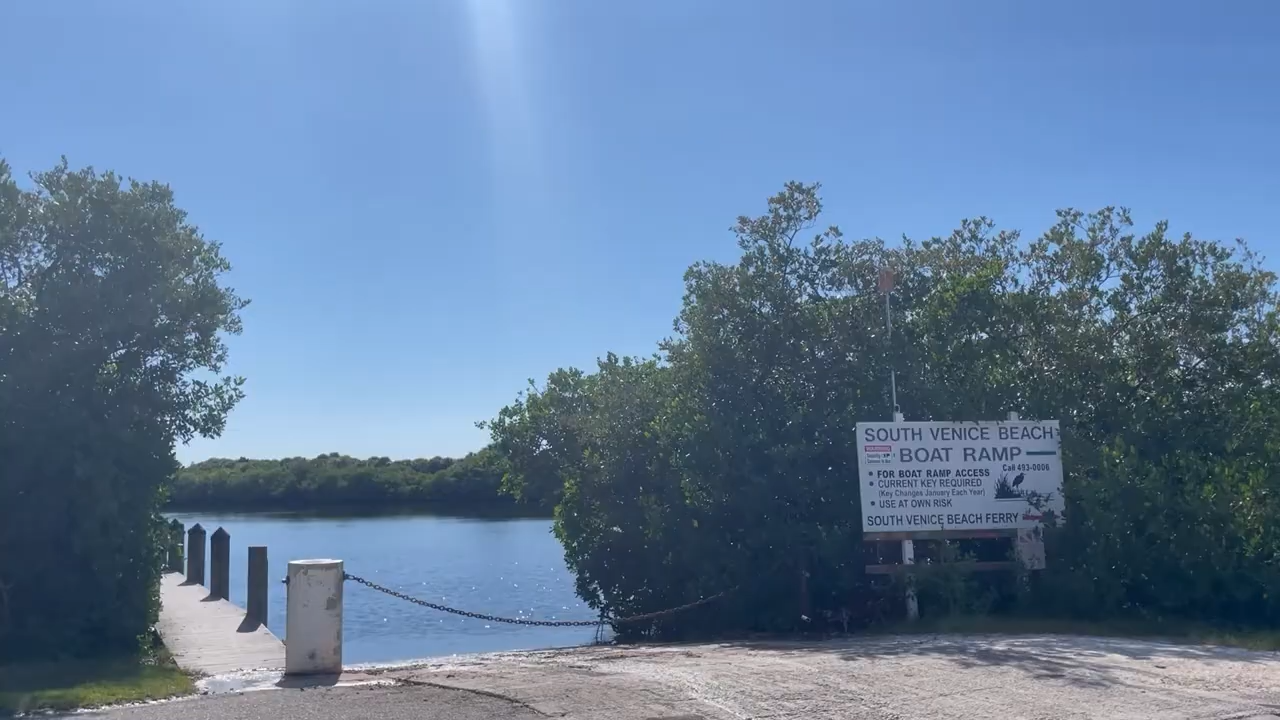 SOUTH VENICE BEACH
BOAT RAMP
Call 493-0006
• FOR BOAT RAMP ACCESS
• CURRENT KEY REQUIRED
(Key Changes January Each Year)
• USE AT OWN RISK
SOUTH VENICE BEACH FERRY